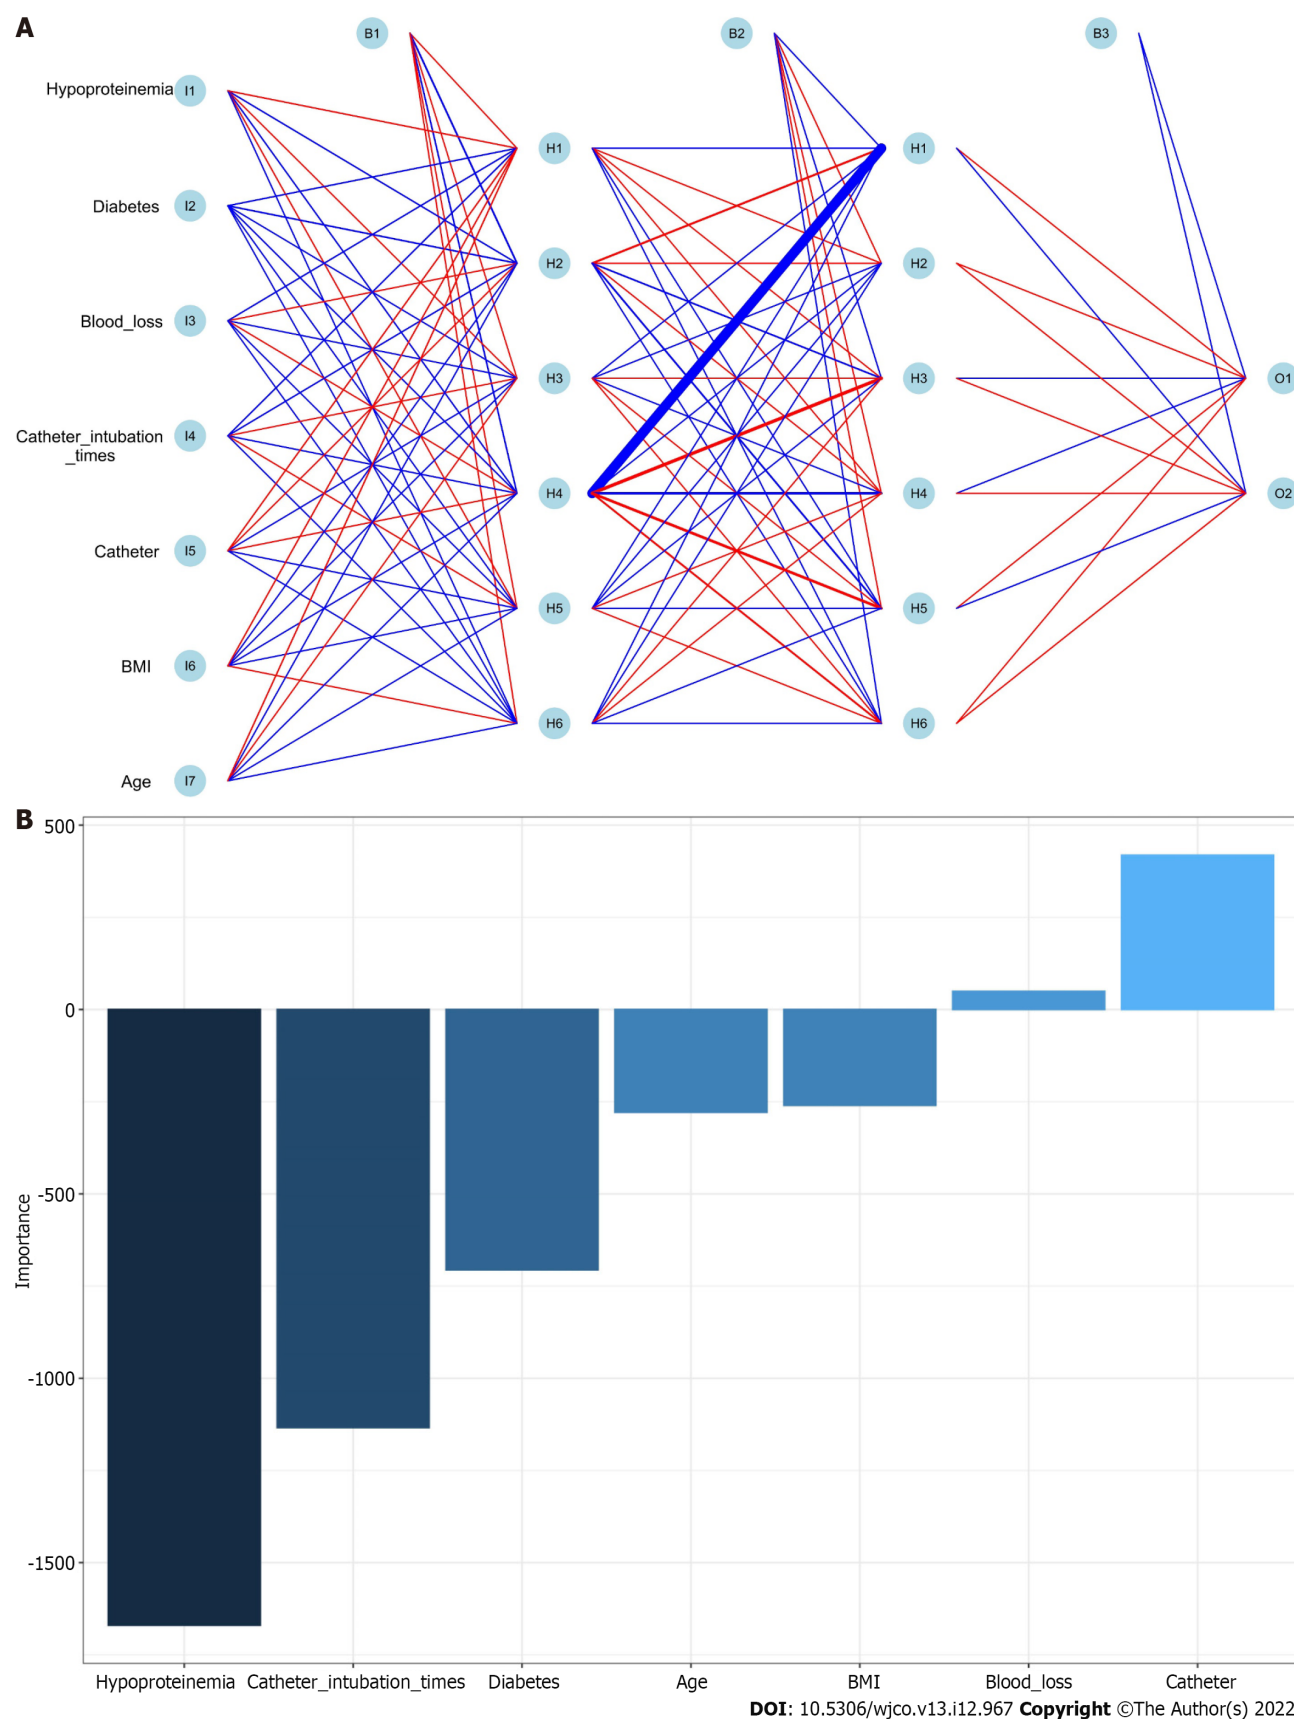 A
B1
B2
B3
Hypoproteinemia I1
H1
H1
Diabetes I2
H2
H2
Blood_loss I3
H3
H3
O1
Catheter_intubation
_times
I4
H4
H4
O2
Catheter I5
H5
H5
BMI I6
H6
H6
Age I7
B
500
0
-500
-1000
-1500
Importance
Hypoproteinemia Catheter_intubation_times Diabetes Age BMI Blood_loss Catheter
DOI: 10.5306/wjco.v13.i12.967 Copyright ©The Author(s) 2022